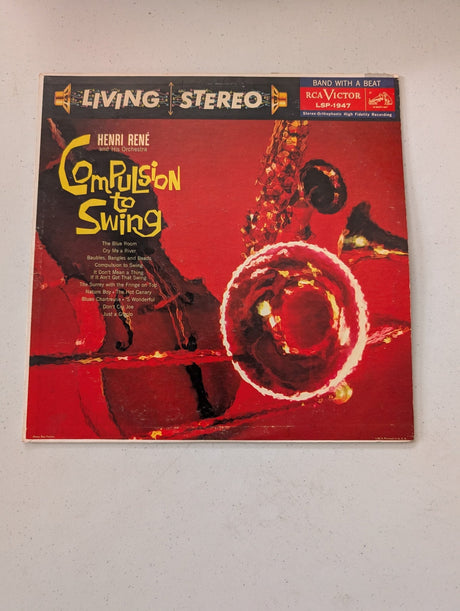 LIVING STEREO
BAND WITH A BEAT
RCA VICTOR
LSP-1947
Stereo-Orthophonic High Fidelity Recording
HENRI RENÉ
and His Orchestra
COMPULSION
to
SWING
The Blue Room
Cry Me a River
Baubles, Bangles and Beads
Compulsion to Swing
It Don't Mean a Thing
If It Ain't Got That Swing
The Surrey with the Fringe on Top
Nature Boy • The Hot Canary
Blues Chartreuse • 'S Wonderful
Don't Cry, Joe
Just a Gigolo